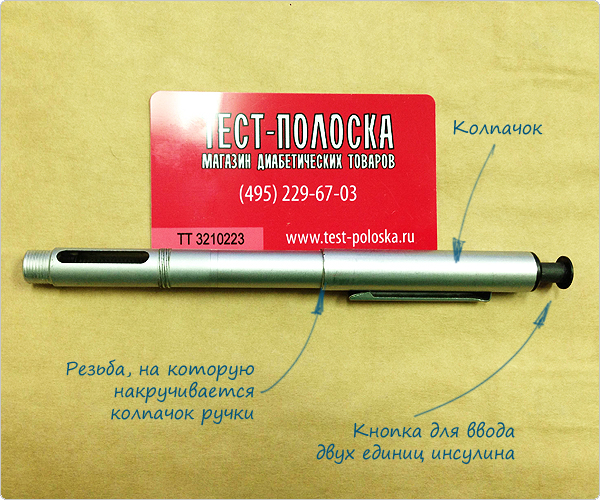 ТЕСТ-ПОЛОСКА
МАГАЗИН ДИАБЕТИЧЕСКИХ ТОВАРОВ
(495) 229-67-03
ТТ 3210223
www.test-poloska.ru
Колпачок
Резьба, на которую
накручивается
колпачок ручки
Кнопка для ввода
двух единиц инсулина